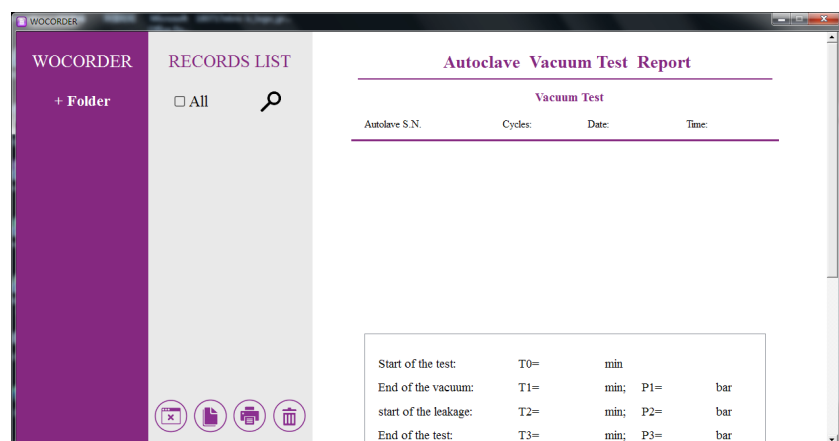 WOCORDER
WOCORDER
+ Folder
RECORDS LIST
All
Autoclave Vacuum Test Report
Vacuum Test
Autolave S.N. Cycles: Date: Time:
Start of the test: T0= min
End of the vacuum: T1= min; P1= bar
start of the leakage: T2= min; P2= bar
End of the test: T3= min; P3= bar